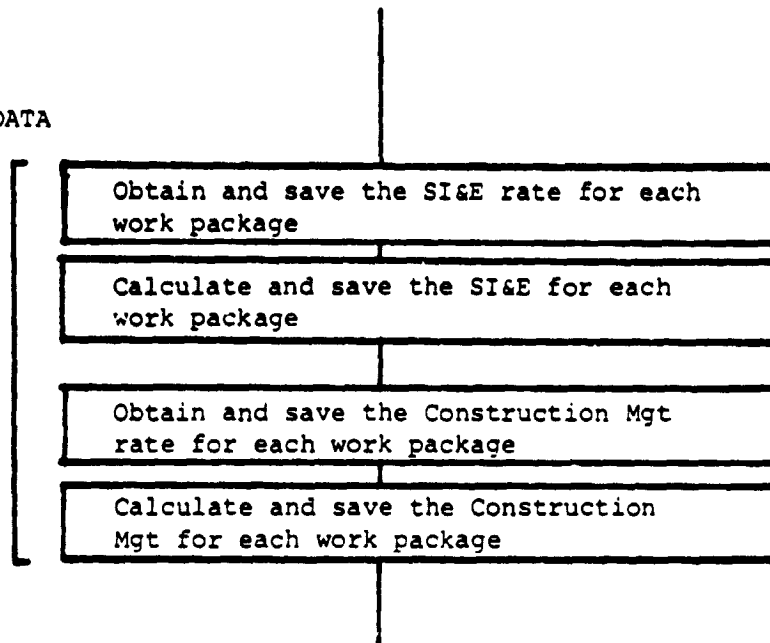 DATA
Obtain and save the SI&E rate for each
work package
Calculate and save the SI&E for each
work package
Obtain and save the Construction Mgt
rate for each work package
Calculate and save the Construction
Mgt for each work package